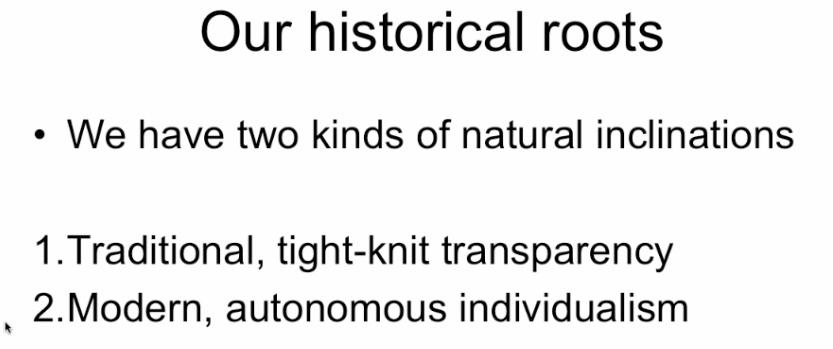 Our historical roots
• We have two kinds of natural inclinations
1.Traditional, tight-knit transparency
2.Modern, autonomous individualism